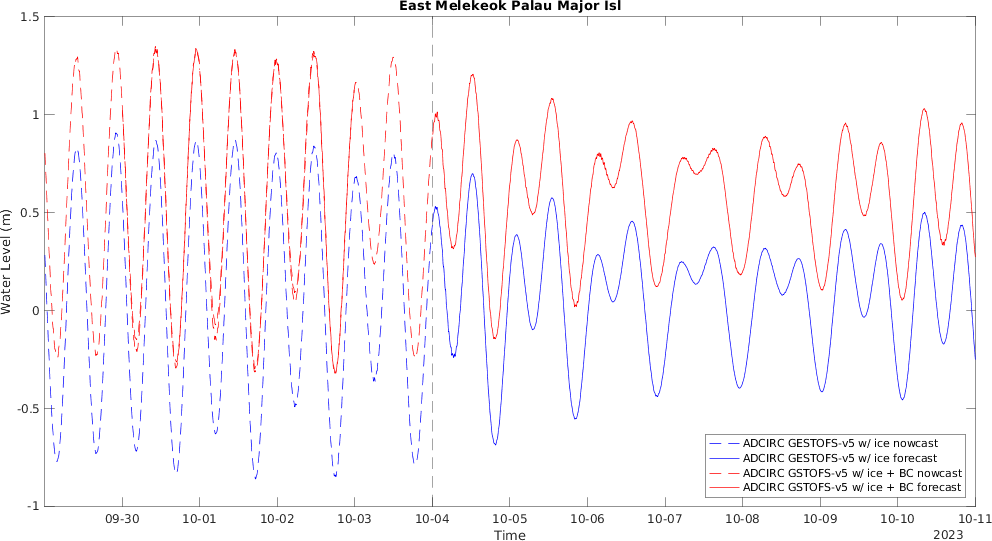 East Melekeok Palau Major Isl
1.5
1
0.5
0
-0.5
-1
Water Level (m)
09-30 10-01 10-02 10-03 10-04 10-05 10-06 10-07 10-08 10-09 10-10 10-11
Time
2023
ADCIRC GESTOFS-v5 w/ ice nowcast
ADCIRC GESTOFS-v5 w/ ice forecast
ADCIRC GSTOFS-v5 w/ ice + BC nowcast
ADCIRC GSTOFS-v5 w/ ice + BC forecast